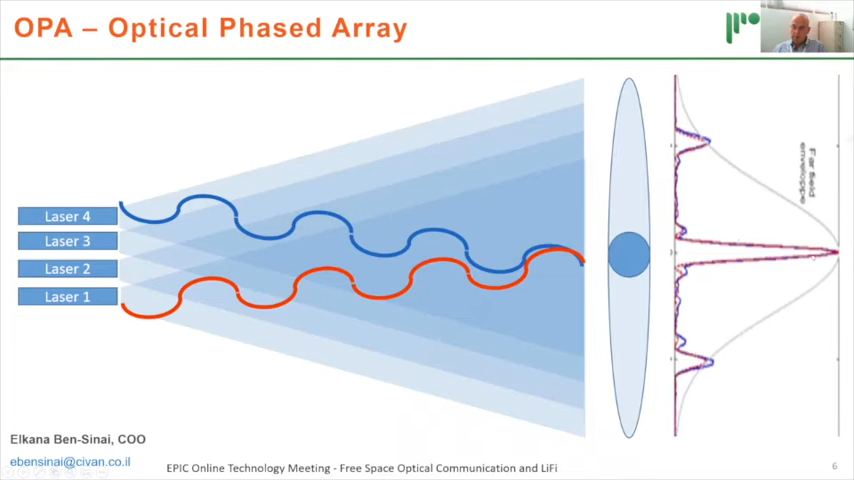 OPA – Optical Phased Array
Laser 4
Laser 3
Laser 2
Laser 1
Far field
envelope
Elkana Ben-Sinai, COO
ebensinai@civan.co.il
EPIC Online Technology Meeting - Free Space Optical Communication and LiFi
6